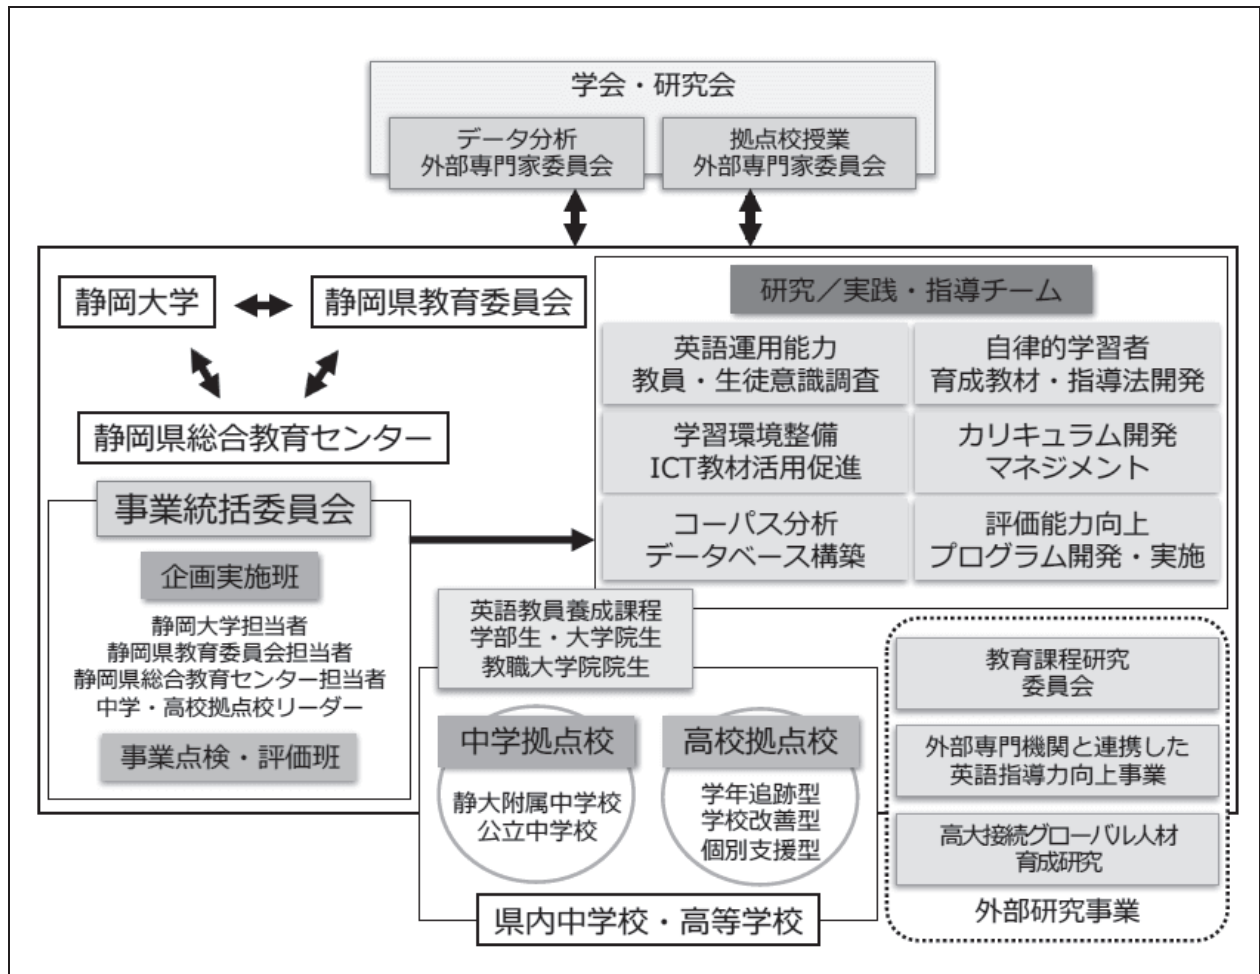 学会・研究会
データ分析
外部専門家委員会
拠点校授業
外部専門家委員会
静岡大学
静岡県教育委員会
静岡県総合教育センター
事業統括委員会
企画実施班
静岡大学担当者
静岡県教育委員会担当者
静岡県総合教育センター担当者
中学・高校拠点校リーダー
事業点検・評価班
研究／実践・指導チーム
英語運用能力
教員・生徒意識調査
自律的学習者
育成教材・指導法開発
学習環境整備
ICT教材活用促進
カリキュラム開発
マネジメント
コーパス分析
データベース構築
評価能力向上
プログラム開発・実施
英語教員養成課程
学部生・大学院生
教職大学院院生
中学拠点校
静大附属中学校
公立中学校
高校拠点校
学年追跡型
学校改善型
個別支援型
県内中学校・高等学校
教育課程研究
委員会
外部専門機関と連携した
英語指導力向上事業
高大接続グローバル人材
育成研究
外部研究事業